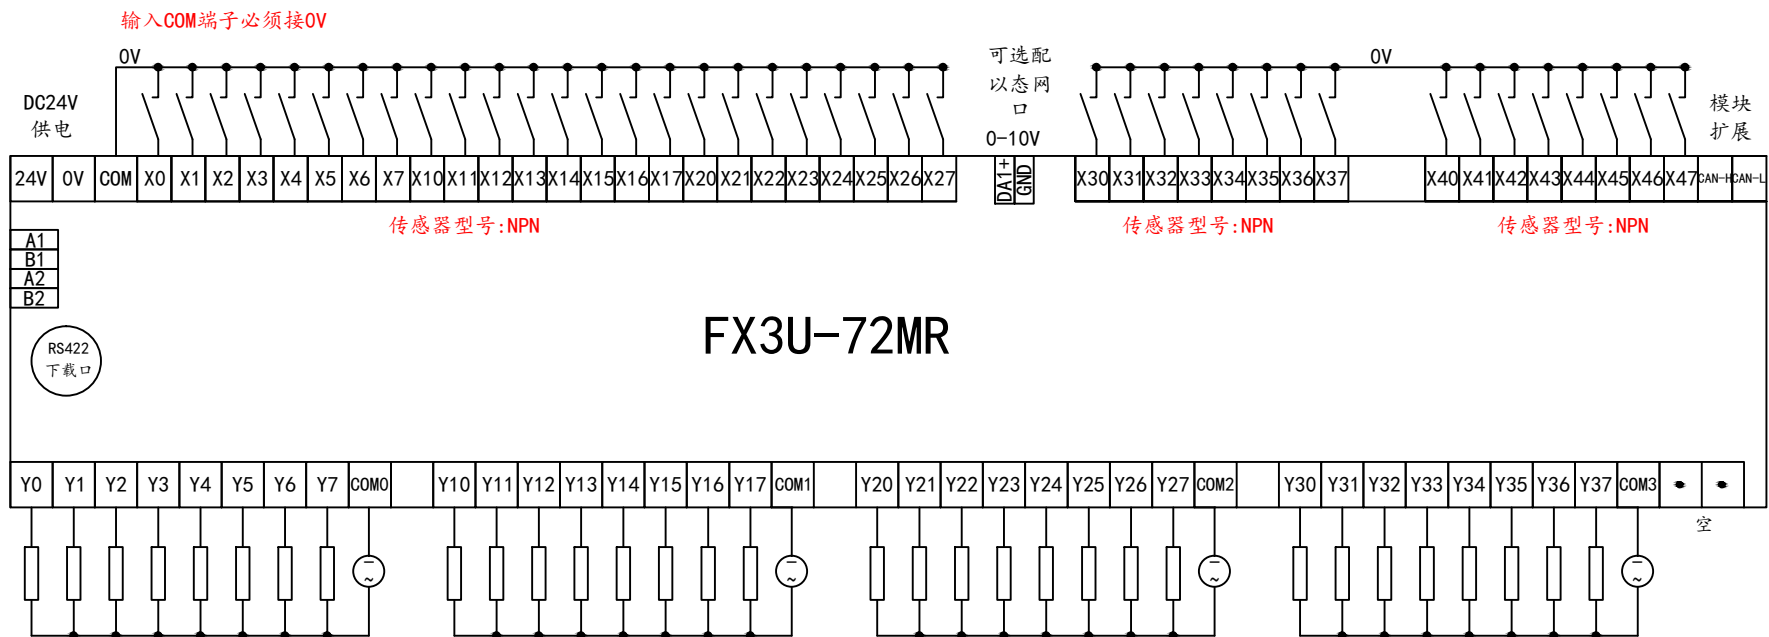 输入COM端子必须接0V
0V
可选配
以态网
口
0-10V
0V
DC24V
供电
模块
扩展
24V 0V COM X0 X1 X2 X3 X4 X5 X6 X7 X10 X11 X12 X13 X14 X15 X16 X17 X20 X21 X22 X23 X24 X25 X26 X27
DA1+
GND
X30 X31 X32 X33 X34 X35 X36 X37
X40 X41 X42 X43 X44 X45 X46 X47 CAN-H CAN-L
传感器型号:NPN
传感器型号:NPN
传感器型号:NPN
A1
B1
A2
B2
RS422
下载口
FX3U-72MR
Y0 Y1 Y2 Y3 Y4 Y5 Y6 Y7 COM0
Y10 Y11 Y12 Y13 Y14 Y15 Y16 Y17 COM1
Y20 Y21 Y22 Y23 Y24 Y25 Y26 Y27 COM2
Y30 Y31 Y32 Y33 Y34 Y35 Y36 Y37 COM3
空